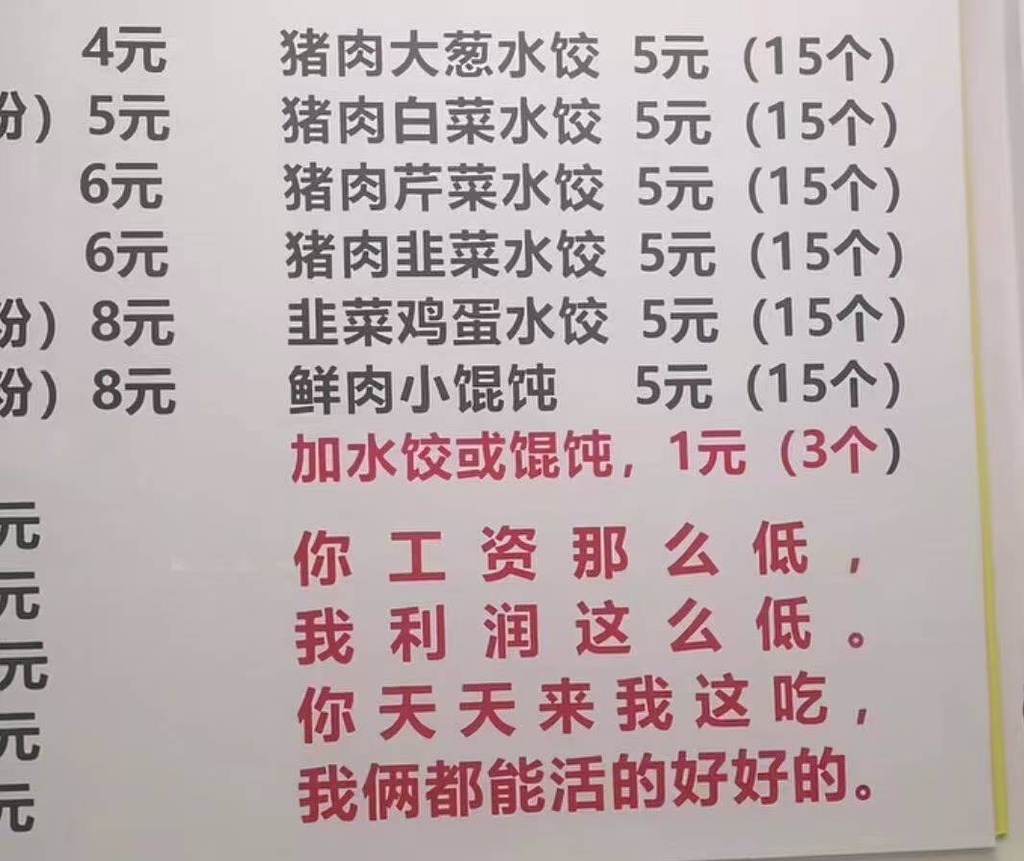 4元 猪肉大葱水饺 5元（15个）
份）5元 猪肉白菜水饺 5元（15个）
6元 猪肉芹菜水饺 5元（15个）
6元 猪肉韭菜水饺 5元（15个）
份）8元 韭菜鸡蛋水饺 5元（15个）
份）8元 鲜肉小馄饨 5元（15个）
加水饺或馄饨，1元（3个）
元
元
元
元
元
你工资那么低，
我利润这么低。
你天天来我这吃，
我俩都能活的好好的。